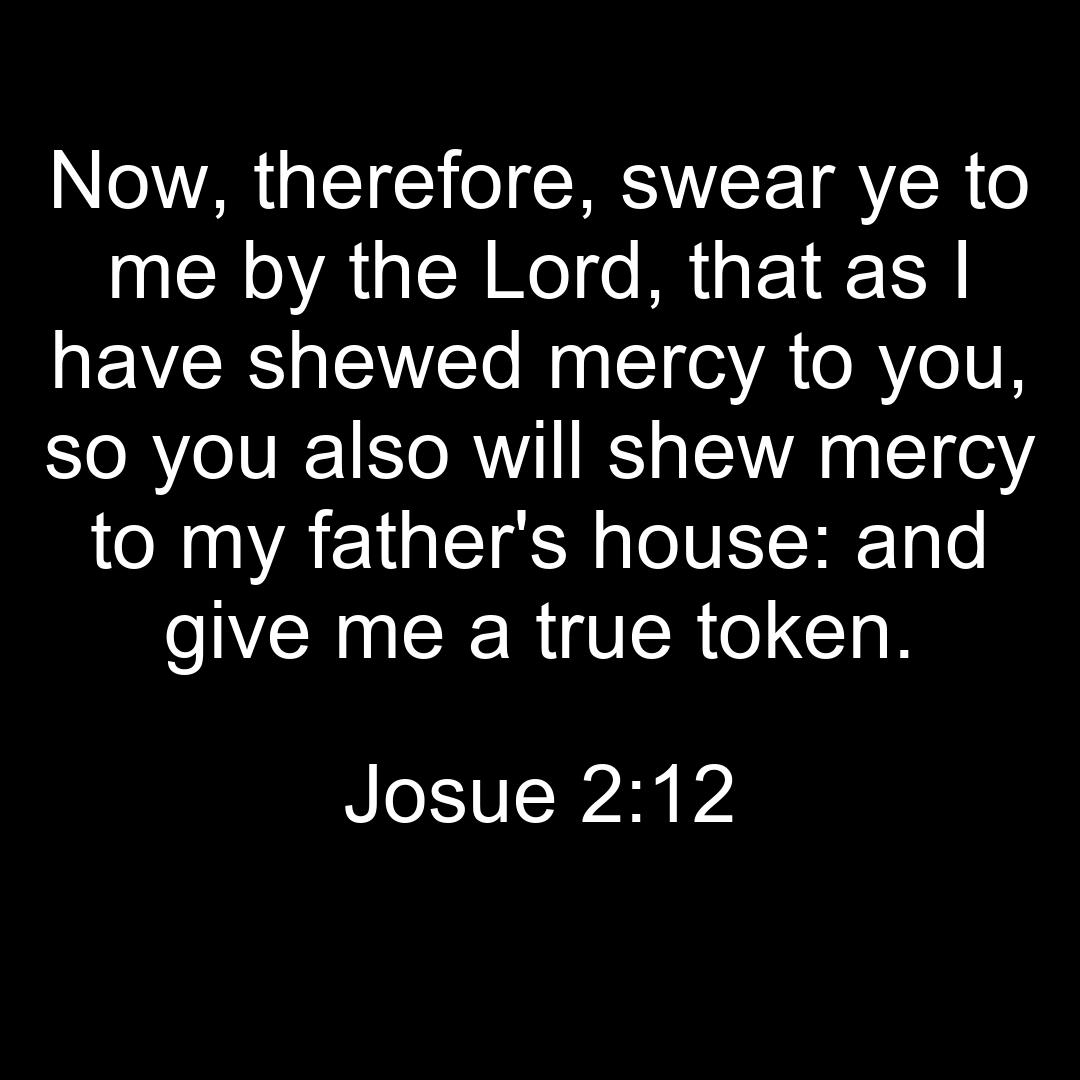 Now, therefore, swear ye to
me by the Lord, that as I
have shewed mercy to you,
so you also will shew mercy
to my father's house: and
give me a true token.
Josue 2:12